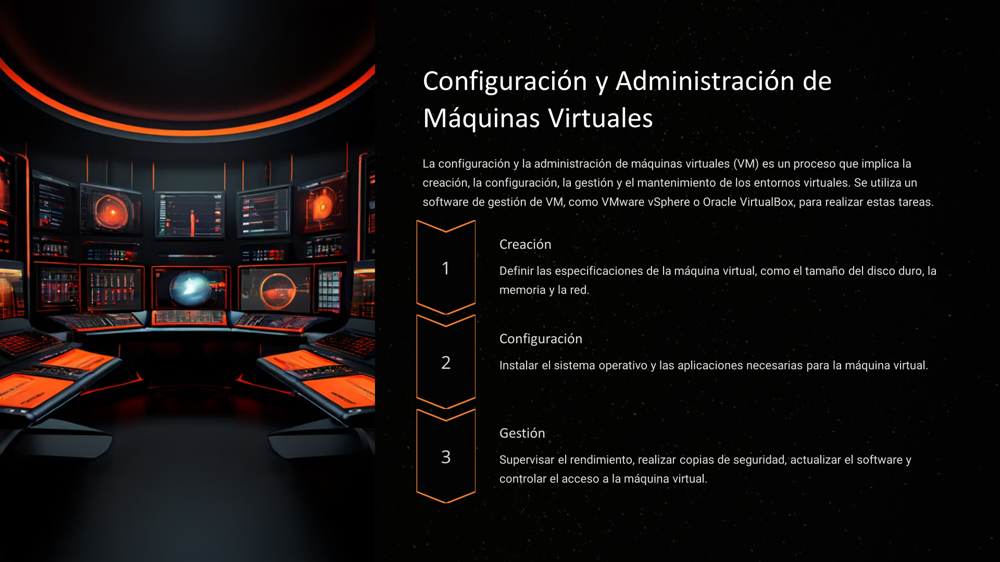 Configuración y Administración de
Máquinas Virtuales
La configuración y la administración de máquinas virtuales (VM) es un proceso que implica la
creación, la configuración, la gestión y el mantenimiento de los entornos virtuales. Se utiliza un
software de gestión de VM, como VMware vSphere o Oracle VirtualBox, para realizar estas tareas.
1
Creación
Definir las especificaciones de la máquina virtual, como el tamaño del disco duro, la
memoria y la red.
2
Configuración
Instalar el sistema operativo y las aplicaciones necesarias para la máquina virtual.
3
Gestión
Supervisar el rendimiento, realizar copias de seguridad, actualizar el software y
controlar el acceso a la máquina virtual.